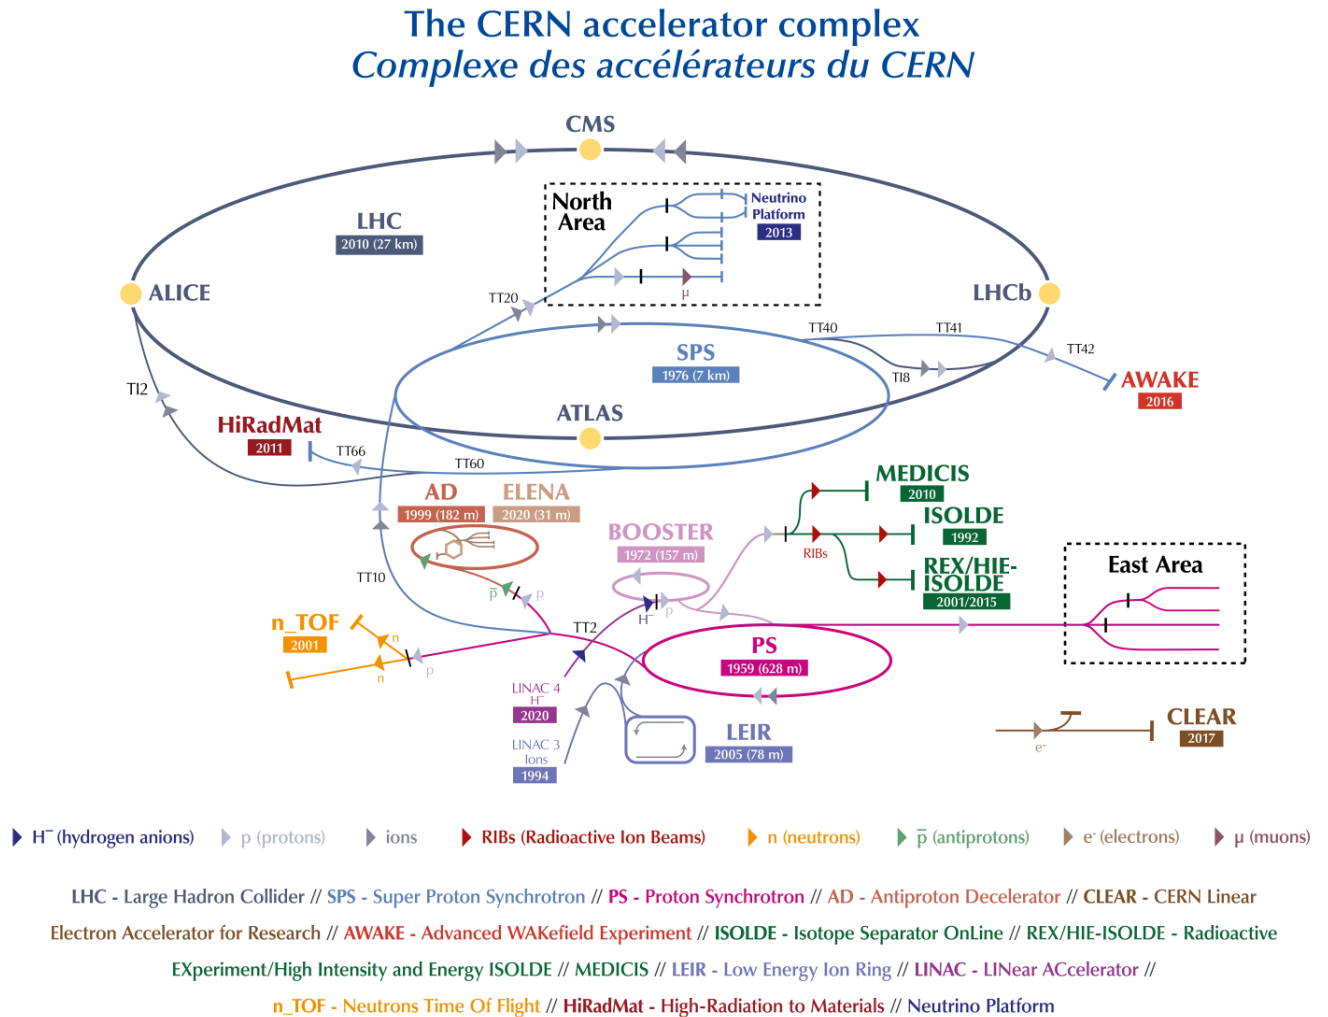 The CERN accelerator complex
Complexe des accélérateurs du CERN
CMS
North
Area
Neutrino
Platform
2013
LHC
2010 (27 km)
ALICE
LHCb
TT20
μ
TT40
TT41
TT42
SPS
1976 (7 km)
TI8
AWAKE
2016
TI2
ATLAS
HiRadMat
2011
TT66
TT60
MEDICIS
2010
AD
1999 (182 m)
ELENA
2020 (31 m)
ISOLDE
1992
BOOSTER
1972 (157 m)
RIBs
REX/HIE-
ISOLDE
2001/2015
East Area
TT10
p̅
p
H⁻
p
n_TOF
2001
n
n
p
TT2
PS
1959 (628 m)
LINAC 4
H⁻
2020
LINAC 3
Ions
1994
LEIR
2005 (78 m)
CLEAR
2017
e⁻
H⁻ (hydrogen anions)
p (protons)
ions
RIBs (Radioactive Ion Beams)
n (neutrons)
p̅ (antiprotons)
e⁻ (electrons)
μ (muons)
LHC - Large Hadron Collider // SPS - Super Proton Synchrotron // PS - Proton Synchrotron // AD - Antiproton Decelerator // CLEAR - CERN Linear
Electron Accelerator for Research // AWAKE - Advanced WAKefield Experiment // ISOLDE - Isotope Separator OnLine // REX/HIE-ISOLDE - Radioactive
EXperiment/High Intensity and Energy ISOLDE // MEDICIS // LEIR - Low Energy Ion Ring // LINAC - LINear ACcelerator //
n_TOF - Neutrons Time Of Flight // HiRadMat - High-Radiation to Materials // Neutrino Platform